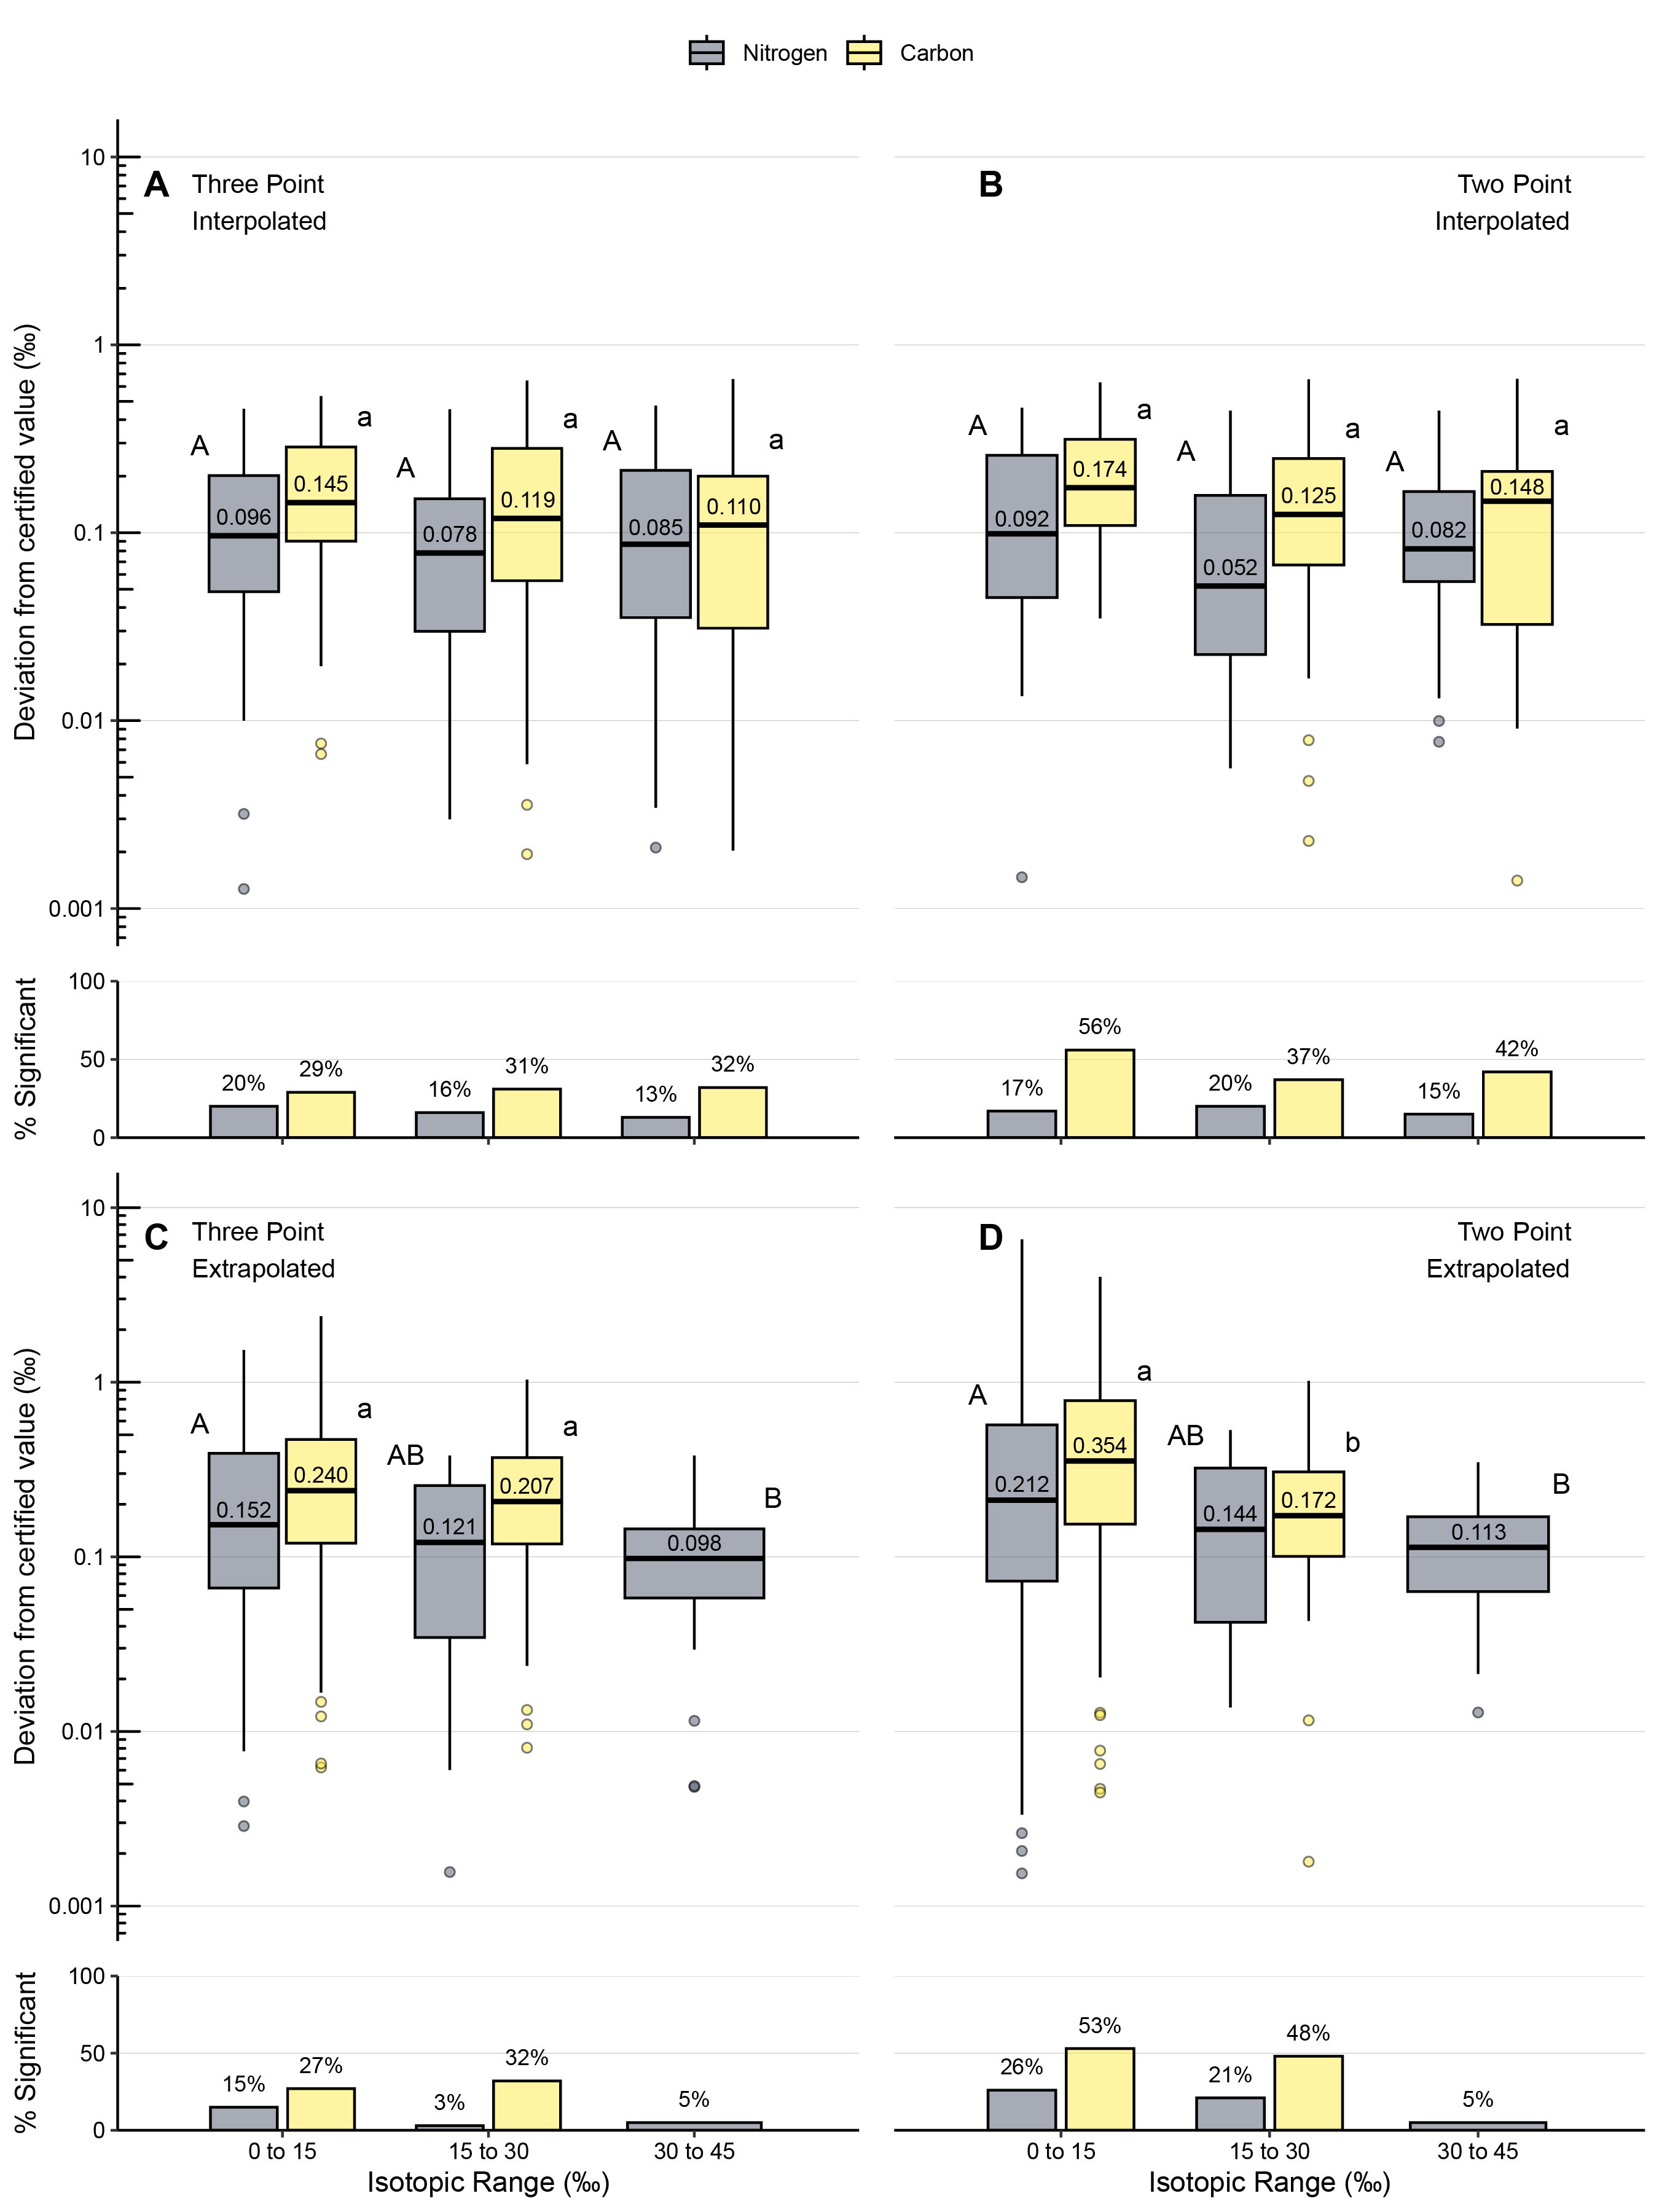 Nitrogen Carbon
A Three Point
Interpolated
B Two Point
Interpolated
Deviation from certified value (‰)
10
1
0.1
0.01
0.001
A 0.096 0.145 a
A 0.078 0.119 a
A 0.085 0.110 a
A 0.092 0.174 a
A 0.052 0.125 a
A 0.082 0.148 a
% Significant
100
50
0
20% 29% 16% 31% 13% 32%
17% 56% 20% 37% 15% 42%
C Three Point
Extrapolated
D Two Point
Extrapolated
Deviation from certified value (‰)
10
1
0.1
0.01
0.001
A 0.152 0.240 a
AB 0.121 0.207 a
0.098 B
A 0.212 0.354 a
AB 0.144 0.172 b
0.113 B
% Significant
100
50
0
15% 27% 3% 32% 5%
26% 53% 21% 48% 5%
0 to 15 15 to 30 30 to 45
Isotopic Range (‰)
0 to 15 15 to 30 30 to 45
Isotopic Range (‰)